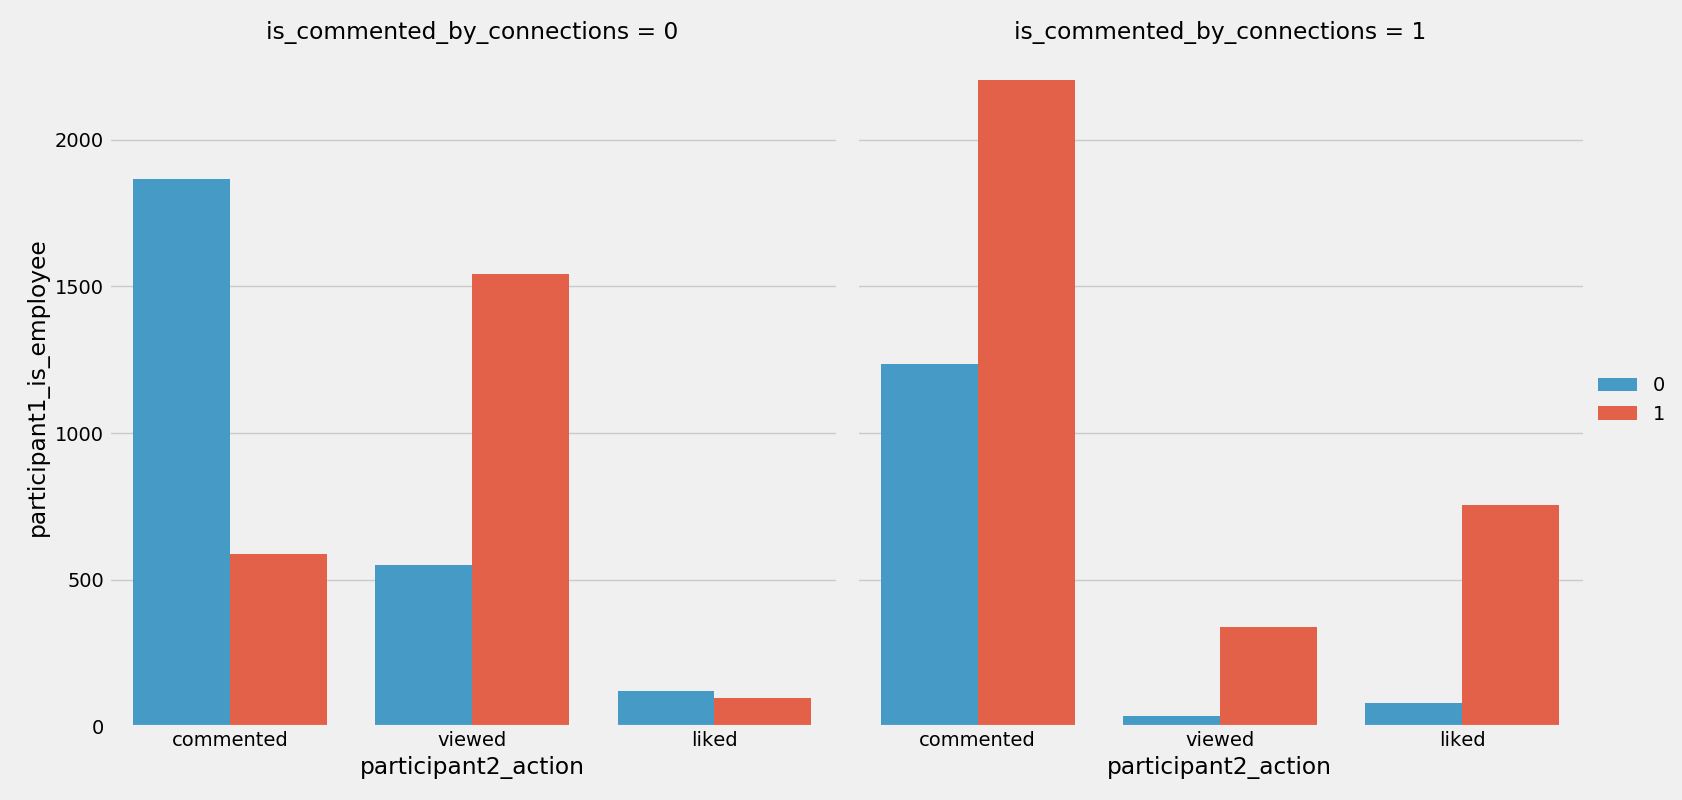 is_commented_by_connections = 0
is_commented_by_connections = 1
participant1_is_employee
2000
1500
1000
500
0
commented
viewed
liked
commented
viewed
liked
participant2_action
participant2_action
0
1